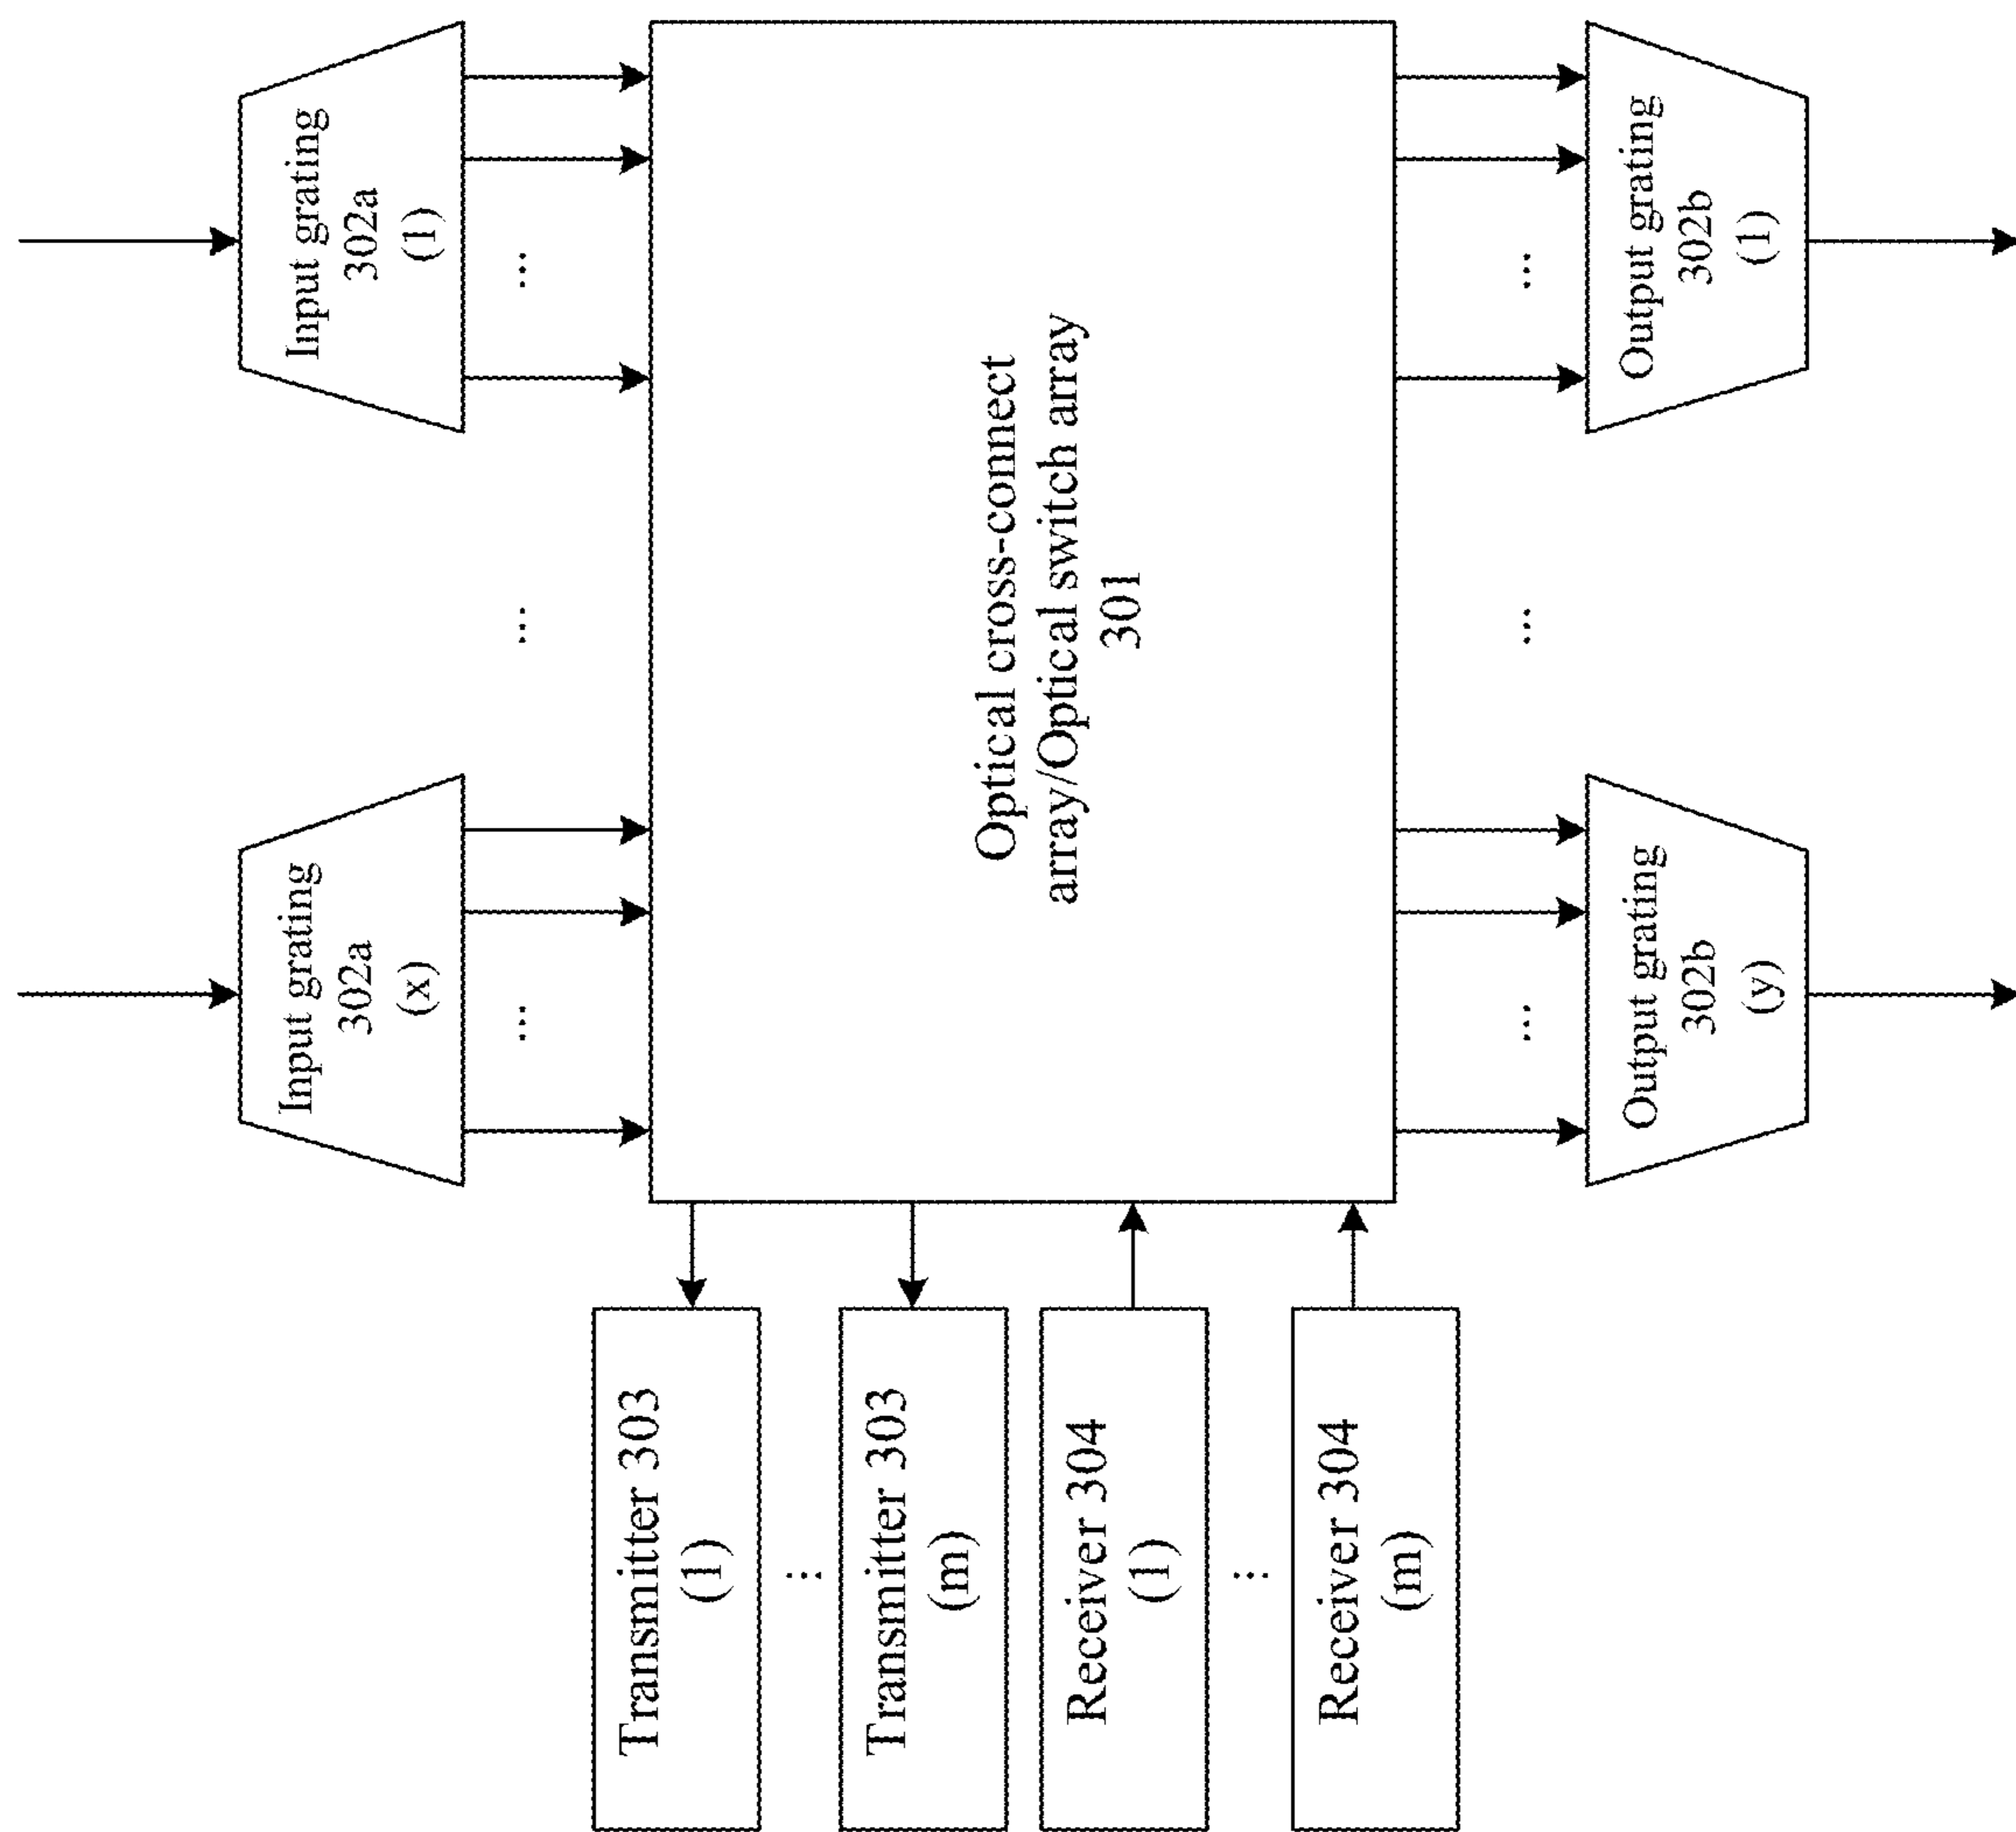 Input grating
302a
(1)
...
...
Input grating
302a
(x)
...
Optical cross-connect
array/Optical switch array
301
...
Output grating
302b
(1)
...
...
Output grating
302b
(y)
Transmitter 303
(1)
...
Transmitter 303
(m)
Receiver 304
(1)
...
Receiver 304
(m)